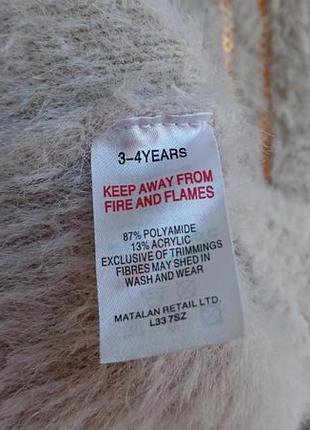 3-4YEARS
KEEP AWAY FROM
FIRE AND FLAMES
87% POLYAMIDE
13% ACRYLIC
EXCLUSIVE OF TRIMMINGS
FIBRES MAY SHED IN
WASH AND WEAR
MATALAN RETAIL LTD.
L33 7SZ